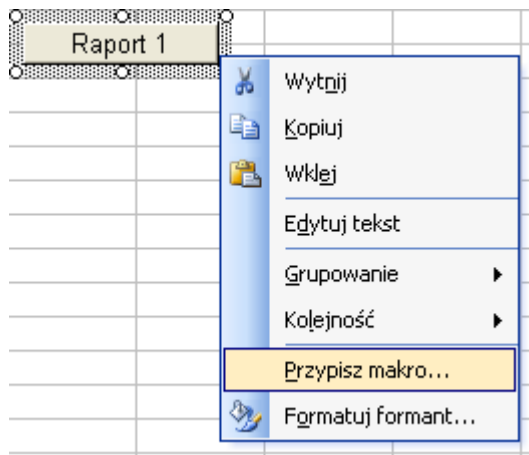 Raport 1
Wytnij
Kopiuj
Wklej
Edytuj tekst
Grupowanie
Kolejność
Przypisz makro...
Formatuj formant...